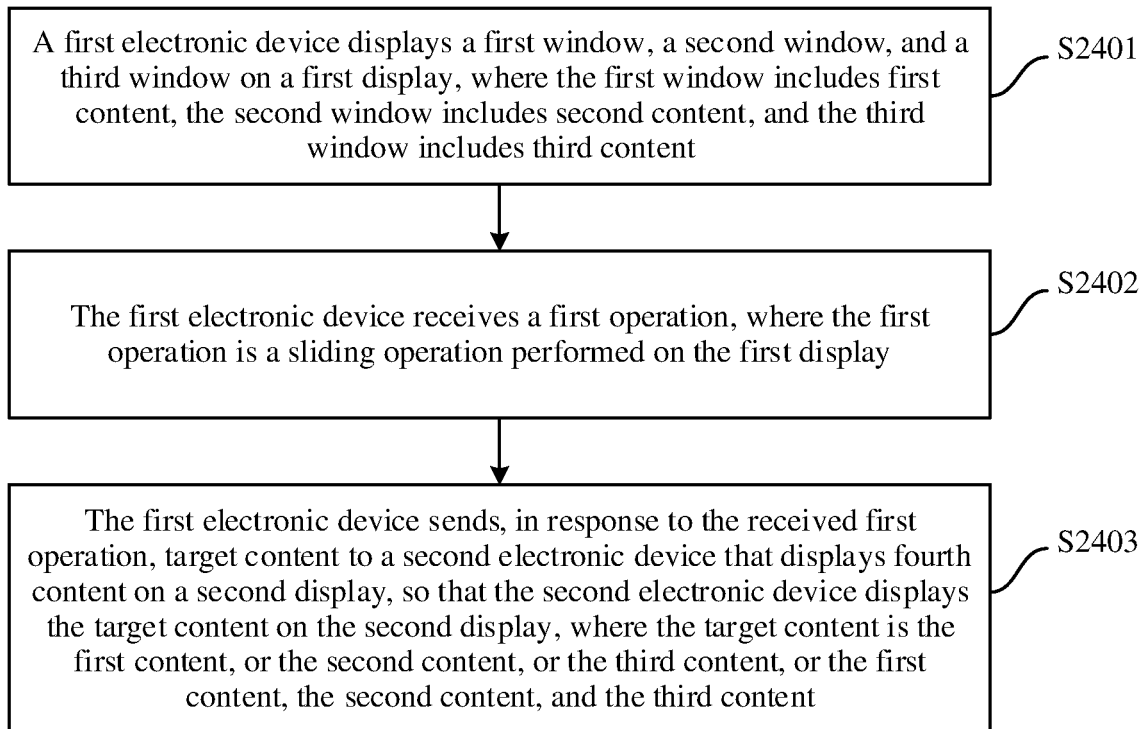 A first electronic device displays a first window, a second window, and a
third window on a first display, where the first window includes first
content, the second window includes second content, and the third
window includes third content
S2401
The first electronic device receives a first operation, where the first
operation is a sliding operation performed on the first display
S2402
The first electronic device sends, in response to the received first
operation, target content to a second electronic device that displays fourth
content on a second display, so that the second electronic device displays
the target content on the second display, where the target content is the
first content, or the second content, or the third content, or the first
content, the second content, and the third content
S2403